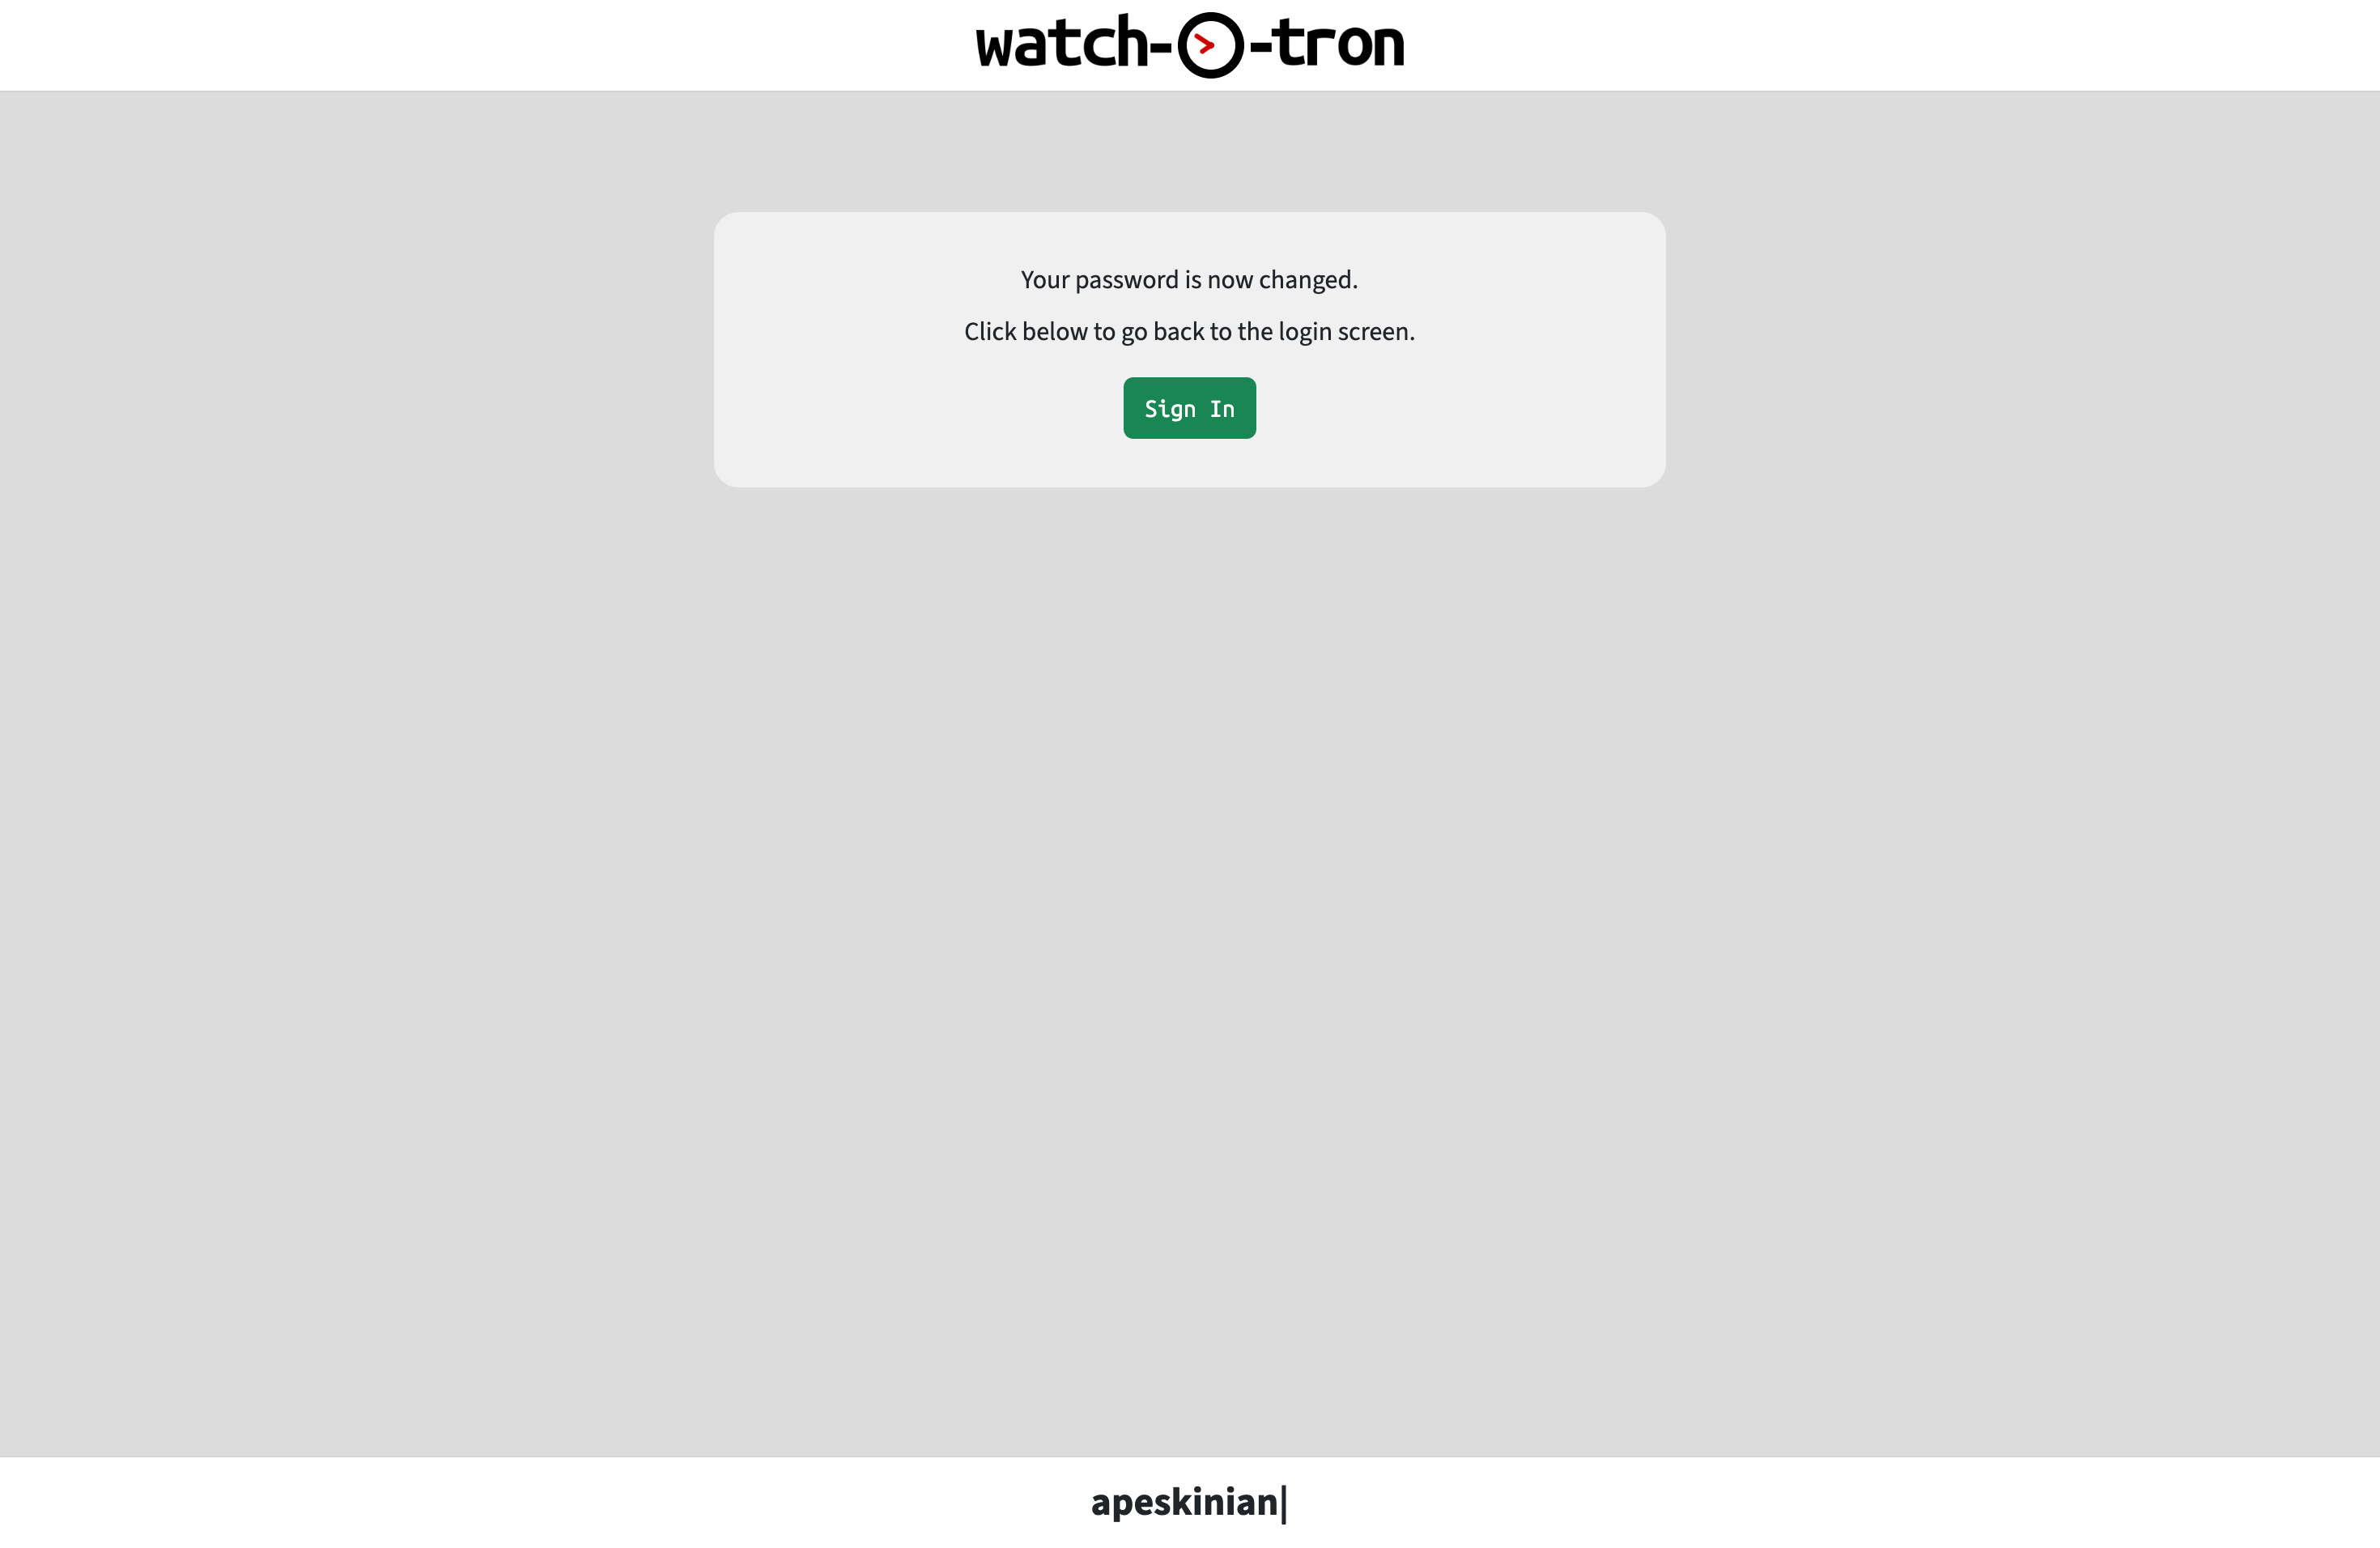 watch-O-tron
Your password is now changed.
Click below to go back to the login screen.
Sign In
apeskinian|